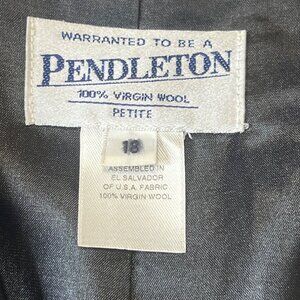 WARRANTED TO BE A
PENDLETON
100% VIRGIN WOOL
PETITE
18
ASSEMBLED IN
EL SALVADOR
OF U.S.A. FABRIC
100% VIRGIN WOOL